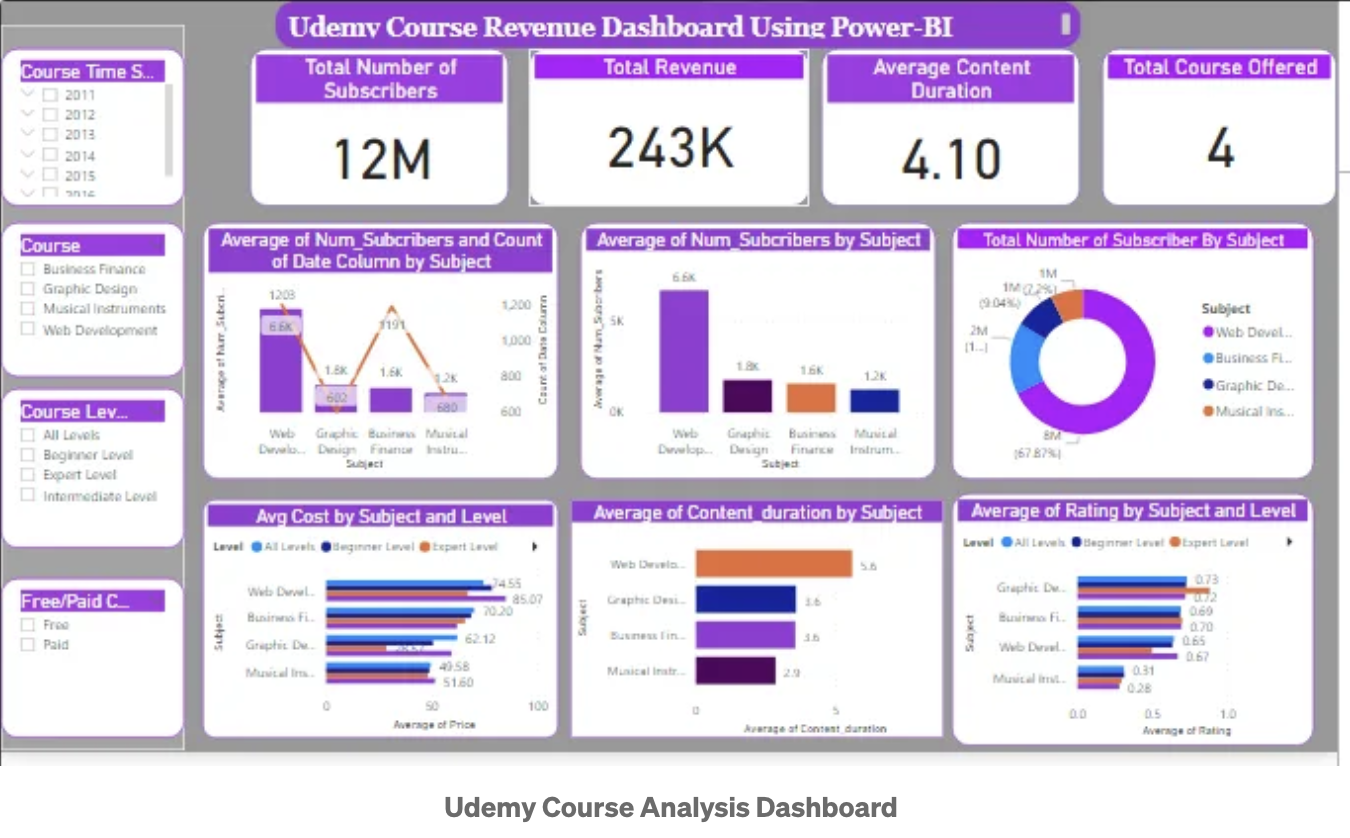 Udemy Course Revenue Dashboard Using Power-BI
Course Time S...
2011
2012
2013
2014
2015
2016
Total Number of
Subscribers
12M
Total Revenue
243K
Average Content
Duration
4.10
Total Course Offered
4
Course
Business Finance
Graphic Design
Musical Instruments
Web Development
Course Lev...
All Levels
Beginner Level
Expert Level
Intermediate Level
Free/Paid C...
Free
Paid
Average of Num_Subcribers and Count
of Date Column by Subject
Average of Num_Subcri...
1203
6.6K
1.8K
602
1191
1.6K
1.2K
680
1,200
1,000
800
600
Count of Date Column
Web
Develo...
Graphic
Design
Business
Finance
Musical
Instru...
Subject
Average of Num_Subcribers by Subject
Average of Num_Subcribers
5K
0K
6.6K
1.8K
1.6K
1.2K
Web
Develop...
Graphic
Design
Business
Finance
Musical
Instrum...
Subject
Total Number of Subscriber By Subject
1M
(7.2%)
1M
(9.04%)
2M
(1...)
8M
(67.87%)
Subject
Web Devel...
Business Fi...
Graphic De...
Musical Ins...
Avg Cost by Subject and Level
Level All Levels Beginner Level Expert Level
Subject
Web Devel...
Business Fi...
Graphic De...
Musical Ins...
74.55
85.07
70.20
62.12
49.58
51.60
0 50 100
Average of Price
Average of Content_duration by Subject
Subject
Web Develo... 5.6
Graphic Desi... 3.6
Business Fin... 3.6
Musical Instr... 2.9
0 5
Average of Content_duration
Average of Rating by Subject and Level
Level All Levels Beginner Level Expert Level
Subject
Graphic De...
Business Fi...
Web Devel...
Musical Inst...
0.73
0.72
0.69
0.70
0.65
0.67
0.31
0.28
0.0 0.5 1.0
Average of Rating
Udemy Course Analysis Dashboard